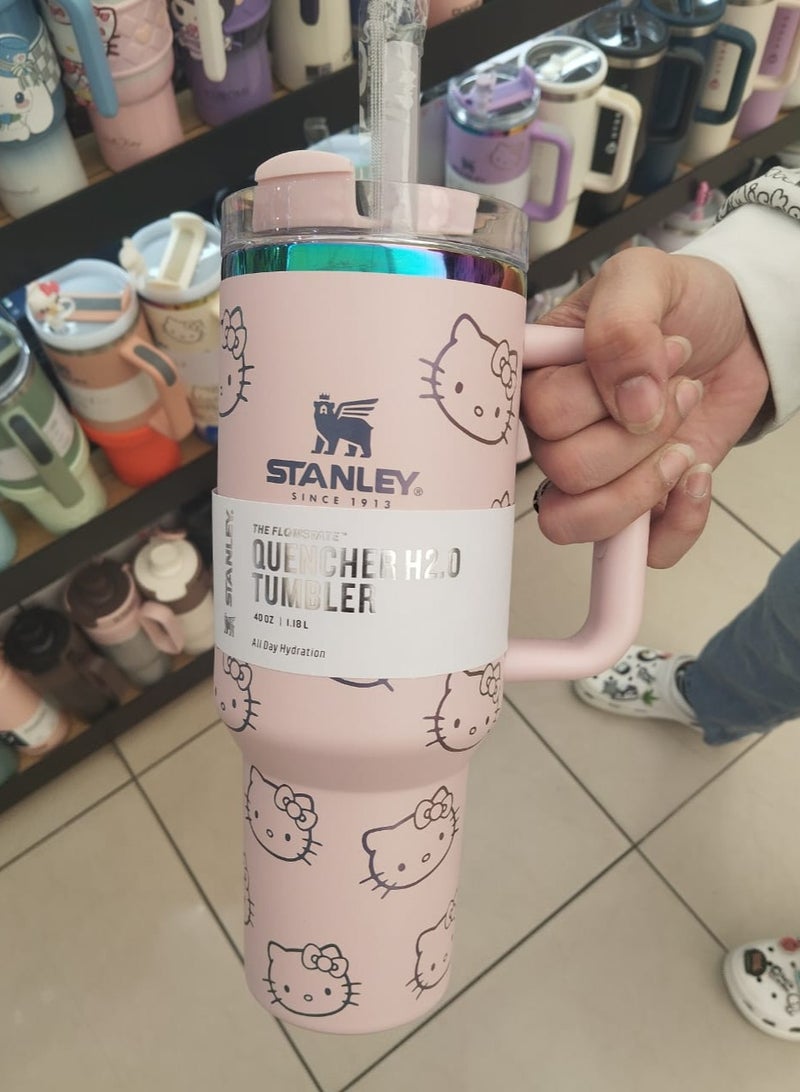 STANLEY®
SINCE 1913
STANLEY
THE FLOWSTATE™
QUENCHER H2.0
TUMBLER
40 OZ | 1.18 L
All Day Hydration